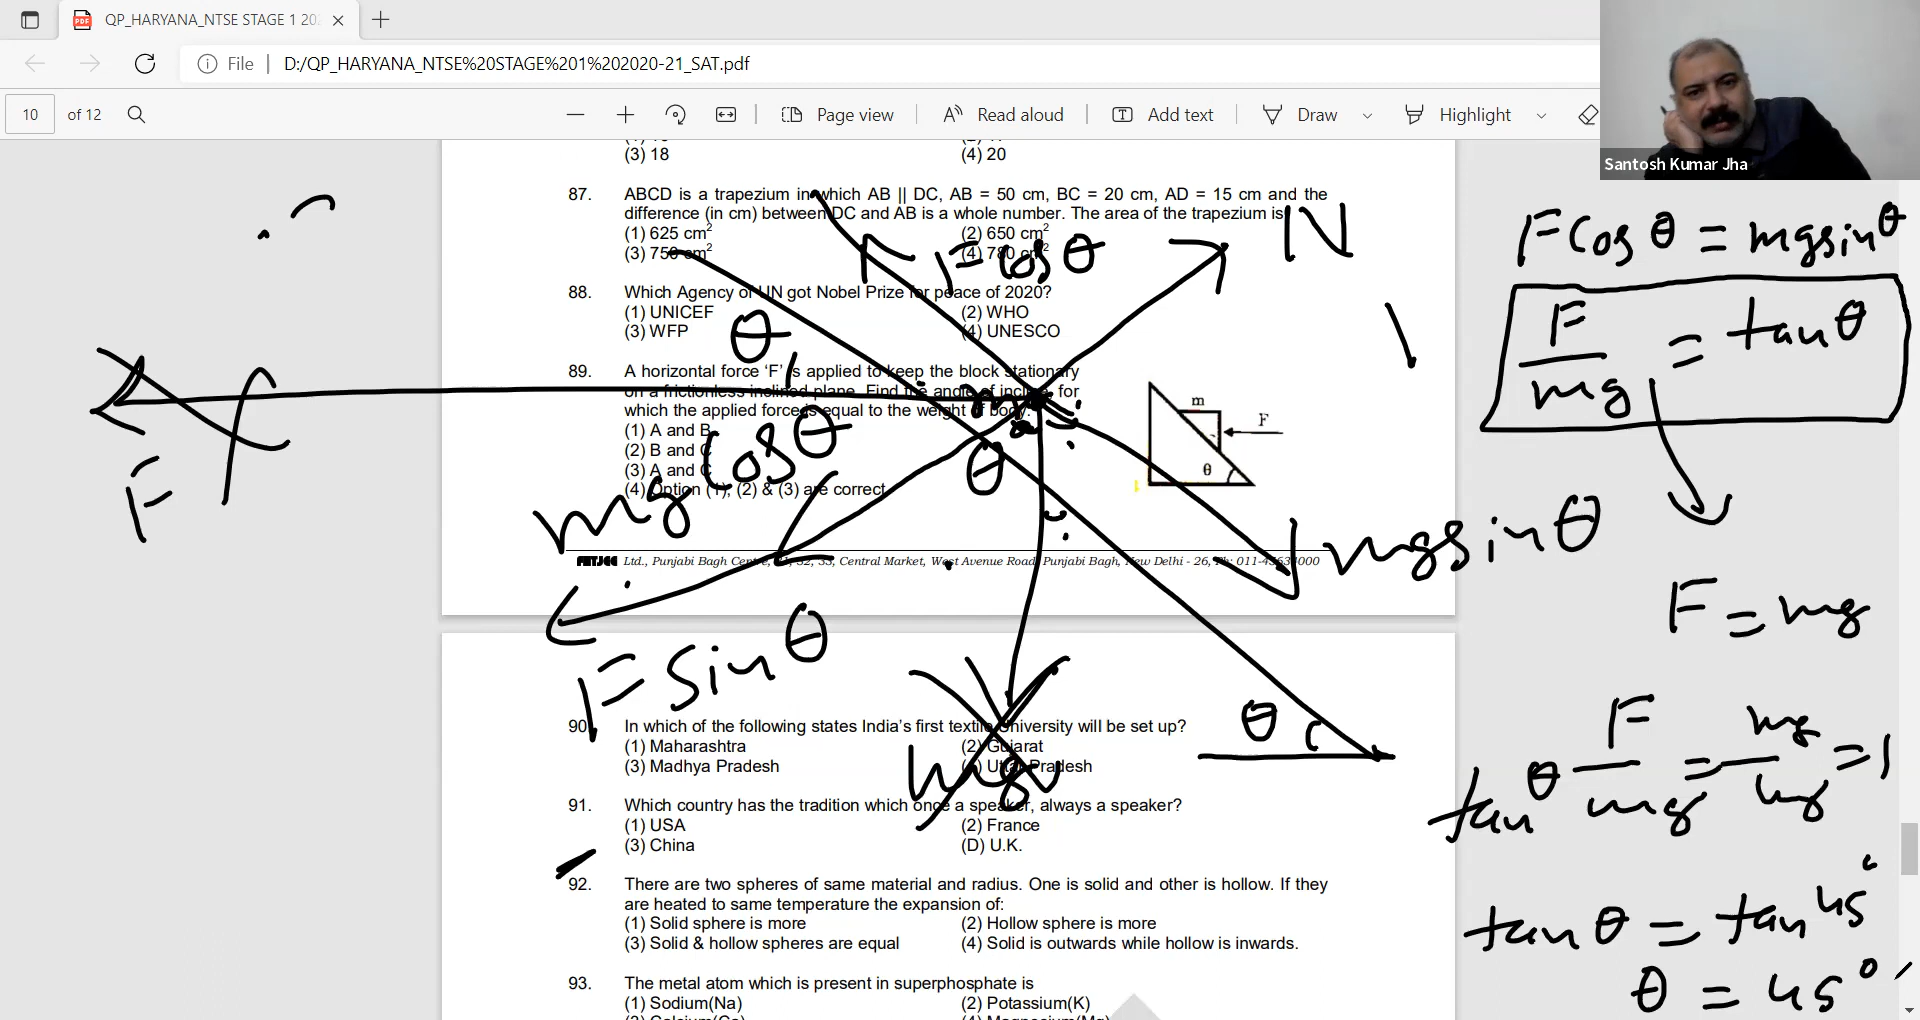 QP_HARYANA_NTSE STAGE 1 20
File
D:/QP_HARYANA_NTSE%20STAGE%201%202020-21_SAT.pdf
10 of 12
Page view
Read aloud
Add text
Draw
Highlight
Santosh Kumar Jha
(3) 18 (4) 20
87. ABCD is a trapezium in which AB || DC, AB = 50 cm, BC = 20 cm, AD = 15 cm and the
difference (in cm) between DC and AB is a whole number. The area of the trapezium is
(1) 625 cm² (2) 650 cm²
(3) 750 cm² (4) 780 cm²
88. Which Agency of UN got Nobel Prize for peace of 2020?
(1) UNICEF (2) WHO
(3) WFP (4) UNESCO
89. A horizontal force 'F' is applied to keep the block stationary
on a frictionless inclined plane. Find the angle of incline, for
which the applied force is equal to the weight of body.
(1) A and B
(2) B and C
(3) A and C
(4) Option (1), (2) & (3) are correct
m
F
θ
FIITJEE Ltd., Punjabi Bagh Centre, 31, 32, 33, Central Market, West Avenue Road, Punjabi Bagh, New Delhi - 26, Ph: 011-45634000
90. In which of the following states India's first textile University will be set up?
(1) Maharashtra (2) Gujarat
(3) Madhya Pradesh Uttar Pradesh
91. Which country has the tradition which once a speaker, always a speaker?
(1) USA (2) France
(3) China (D) U.K.
92. There are two spheres of same material and radius. One is solid and other is hollow. If they
are heated to same temperature the expansion of:
(1) Solid sphere is more (2) Hollow sphere is more
(3) Solid & hollow spheres are equal (4) Solid is outwards while hollow is inwards.
93. The metal atom which is present in superphosphate is
(1) Sodium(Na) (2) Potassium(K)
N
F cos θ
θ
F
mg cos θ
θ
mg sin θ
F sin θ
mg
θ
F cos θ = mg sin θ
F/mg = tan θ
F = mg
tan θ F/mg = mg/mg = 1
tan θ = tan 45°
θ = 45°